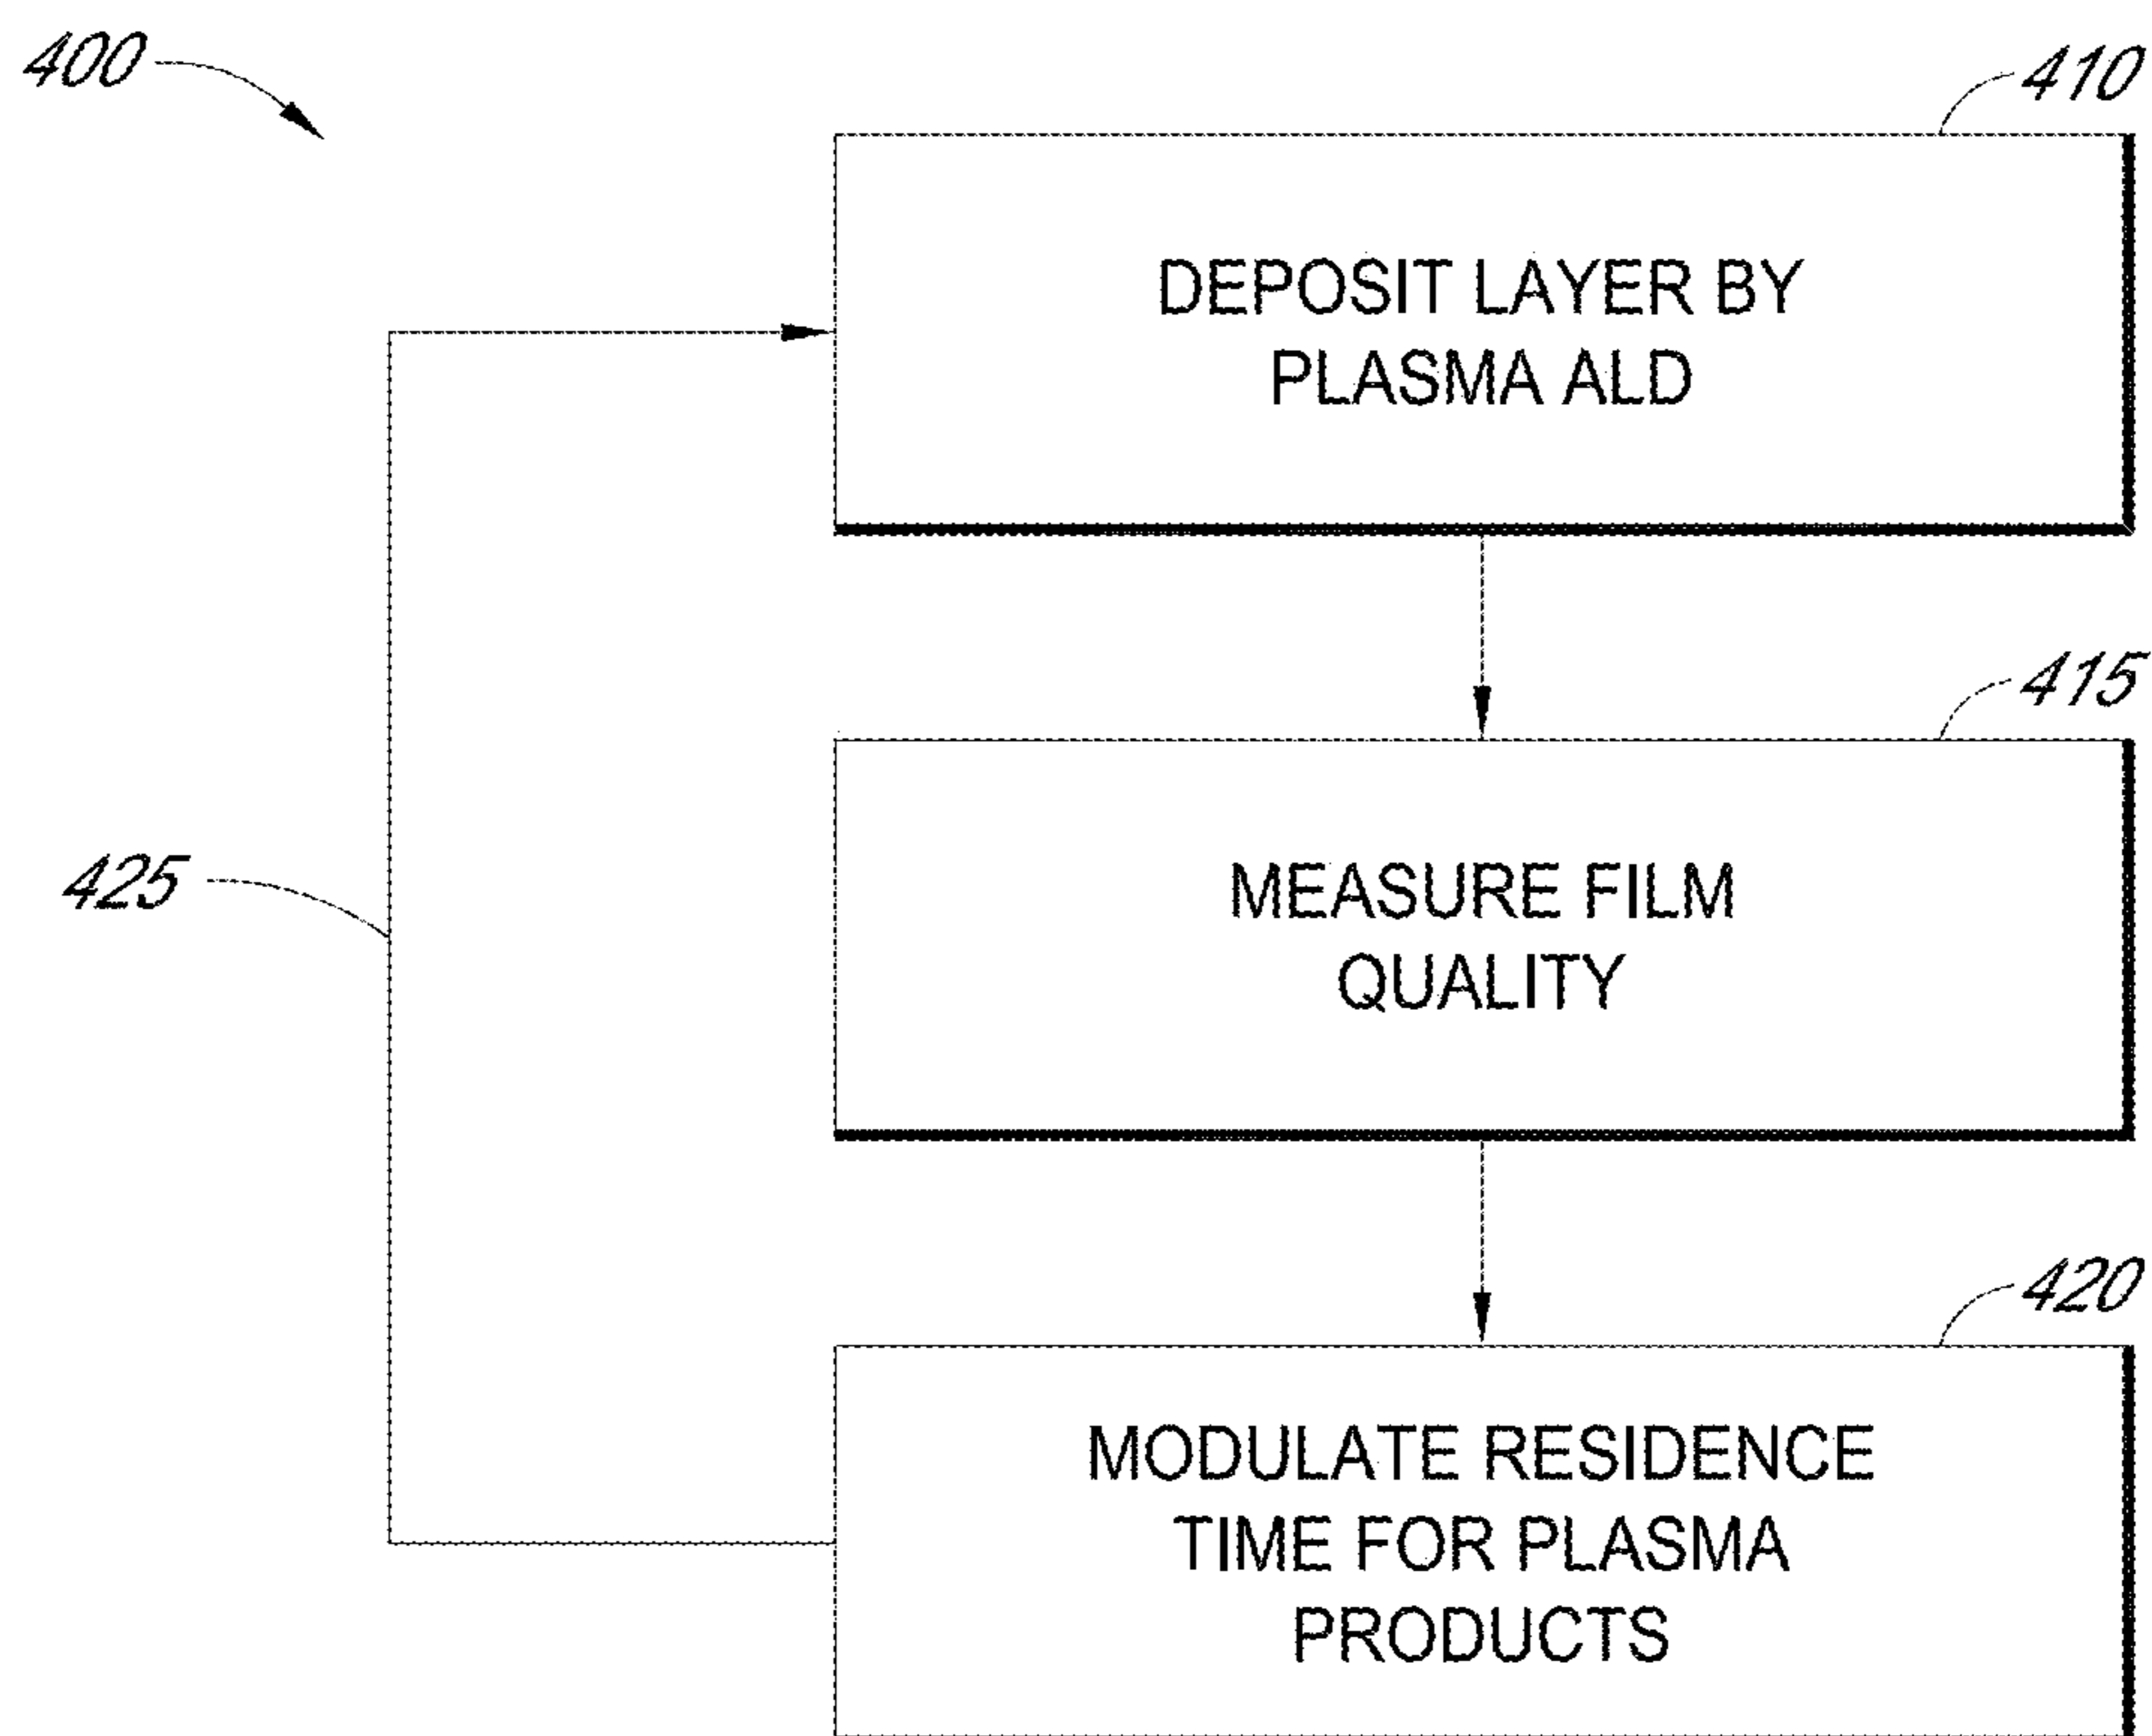 400
410
DEPOSIT LAYER BY
PLASMA ALD
415
425
MEASURE FILM
QUALITY
420
MODULATE RESIDENCE
TIME FOR PLASMA
PRODUCTS